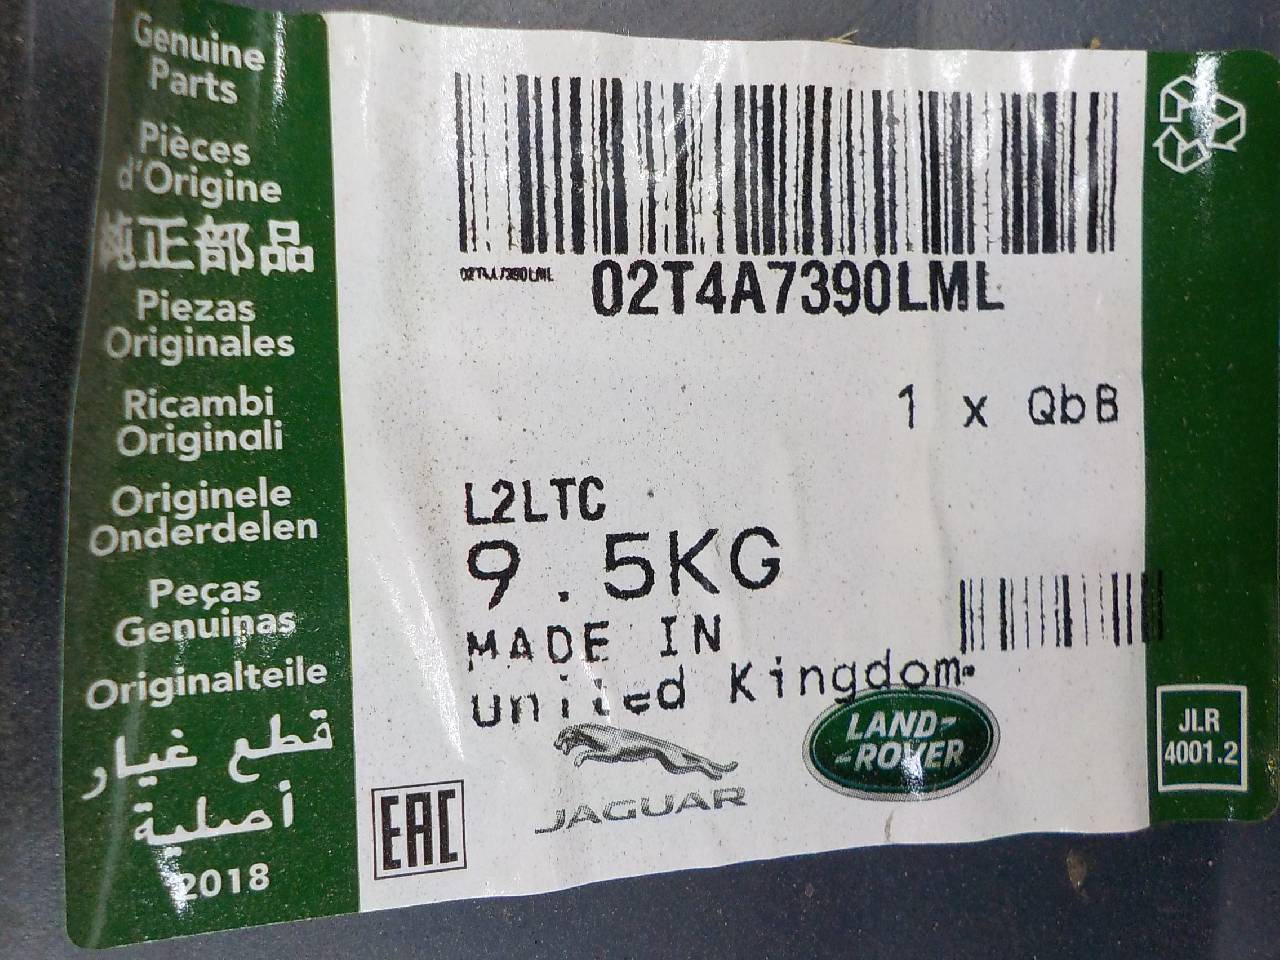 Genuine
Parts
Pièces
d'Origine
純正部品
Piezas
Originales
Ricambi
Originali
Originele
Onderdelen
Peças
Genuinas
Originalteile
قطع غيار
أصلية
2018
02T4A7390LML
02T4A7390LML
1 x QbB
L2LTC
9.5KG
MADE IN
united Kingdom
JAGUAR
LAND-
-ROVER
EAC
JLR
4001.2